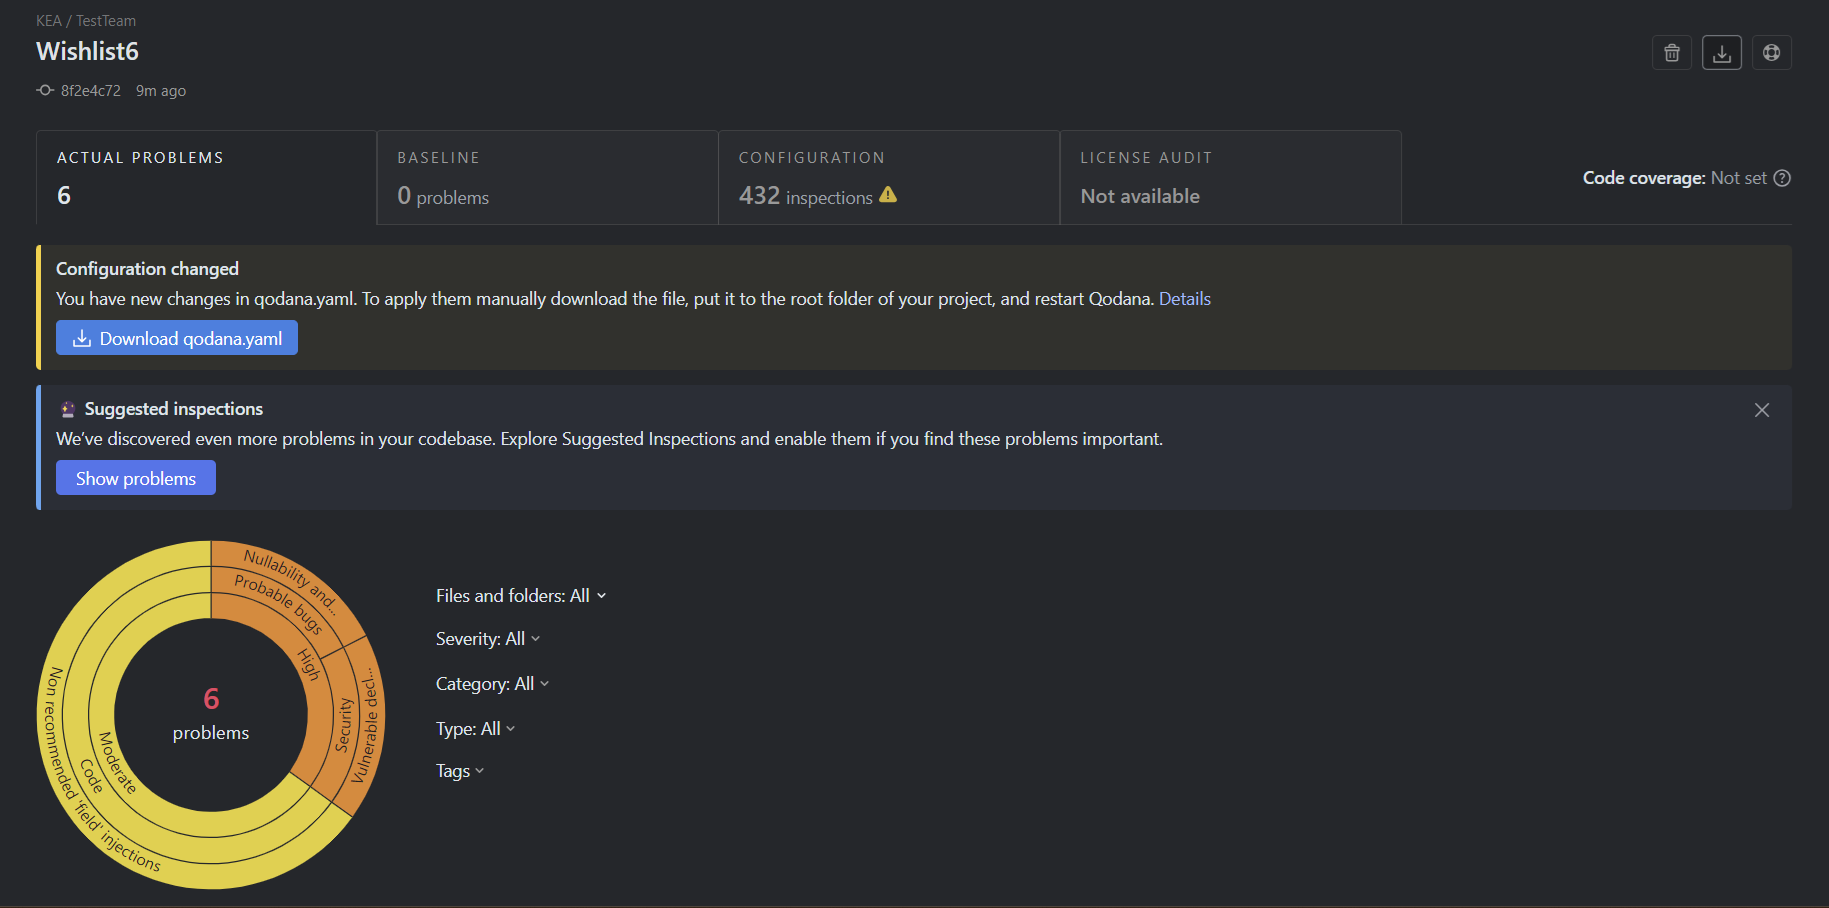 KEA / TestTeam
Wishlist6
8f2e4c72 9m ago
ACTUAL PROBLEMS
6
BASELINE
0 problems
CONFIGURATION
432 inspections
LICENSE AUDIT
Not available
Code coverage: Not set
Configuration changed
You have new changes in qodana.yaml. To apply them manually download the file, put it to the root folder of your project, and restart Qodana. Details
Download qodana.yaml
Suggested inspections
We’ve discovered even more problems in your codebase. Explore Suggested Inspections and enable them if you find these problems important.
Show problems
Nullability and...
Probable bugs
High
Security
Vulnerable decl...
Moderate
Code
Non recommended 'field' injections
6
problems
Files and folders: All
Severity: All
Category: All
Type: All
Tags